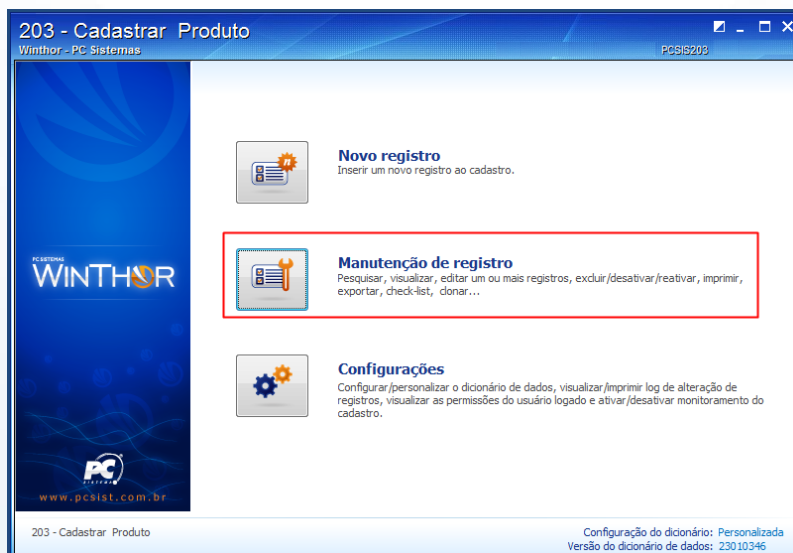 203 - Cadastrar Produto
Winthor - PC Sistemas
PCSIS203
Novo registro
Inserir um novo registro ao cadastro.
Manutenção de registro
Pesquisar, visualizar, editar um ou mais registros, excluir/desativar/reativar, imprimir,
exportar, check-list, clonar...
PC SISTEMAS
WINTHOR
Configurações
Configurar/personalizar o dicionário de dados, visualizar/imprimir log de alteração de
registros, visualizar as permissões do usuário logado e ativar/desativar monitoramento do
cadastro.
PC
SISTEMAS
www.pcsist.com.br
203 - Cadastrar Produto
Configuração do dicionário: Personalizada
Versão do dicionário de dados: 23010346